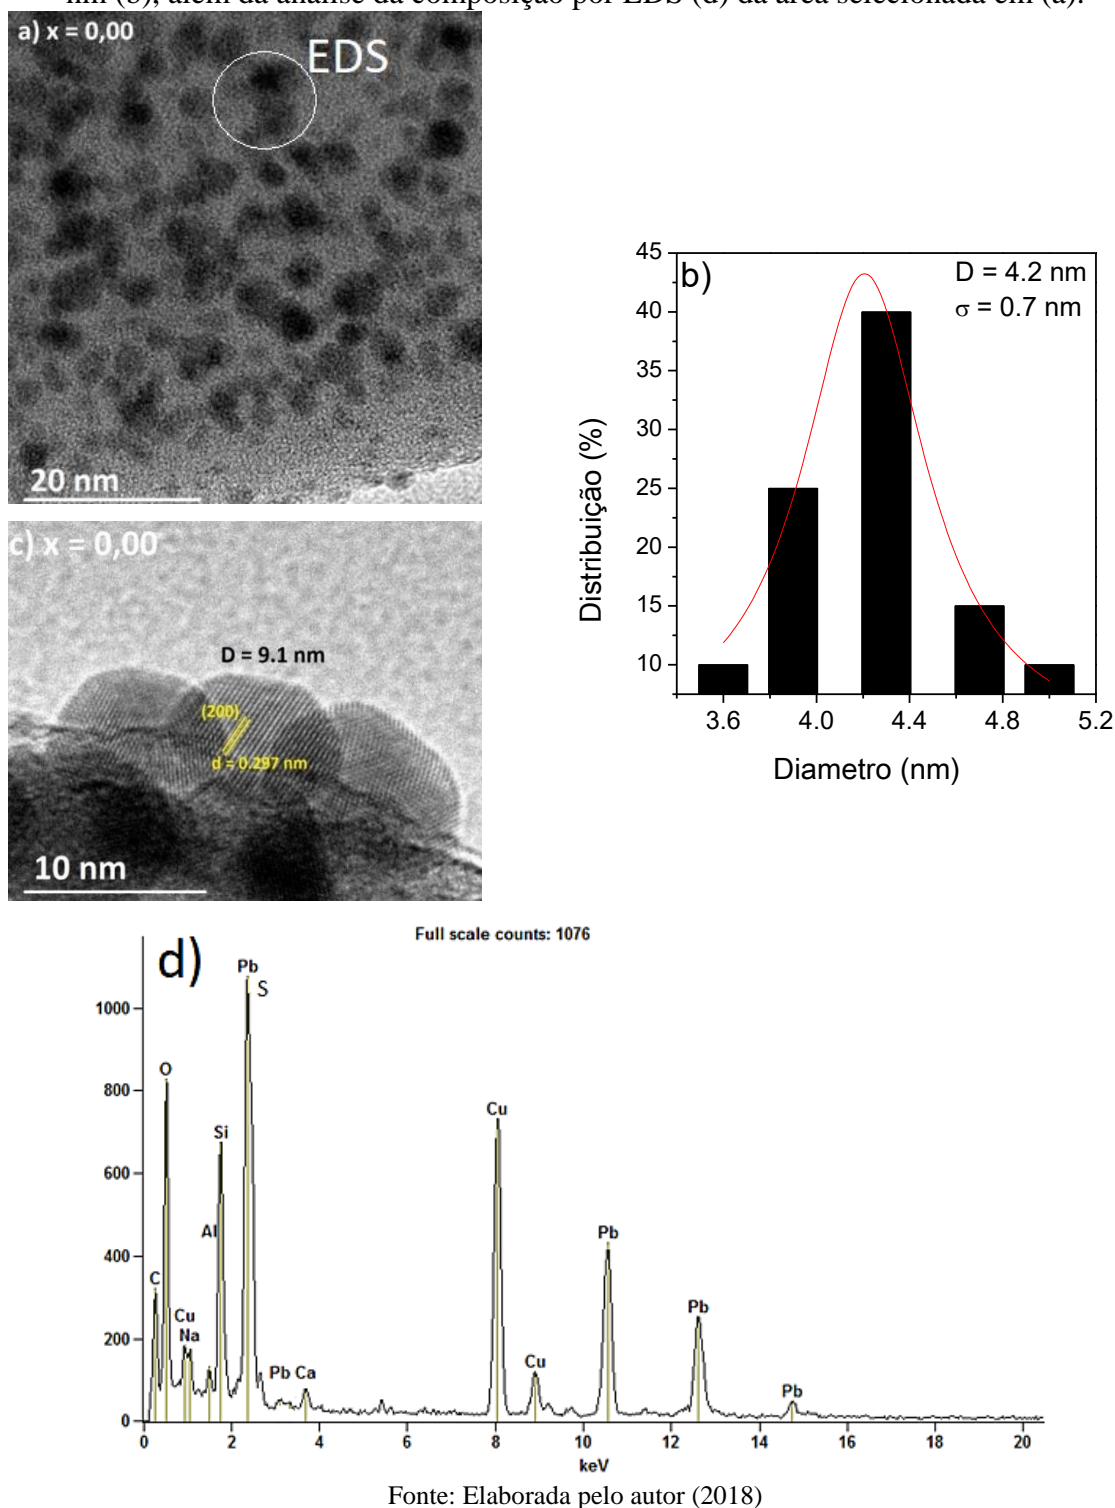 nm (b), além da análise da composição por EDS (d) da área selecionada em (a).
a) x = 0,00
EDS
20 nm
c) x = 0,00
D = 9.1 nm
(200)
d = 0.297 nm
10 nm
b)
D = 4.2 nm
σ = 0.7 nm
45
40
35
30
25
20
15
10
Distribuição (%)
3.6 4.0 4.4 4.8 5.2
Diametro (nm)
Full scale counts: 1076
d)
Pb
S
O
Si
Al
C
Cu
Na
Pb Ca
Cu
Cu
Pb
Pb
Pb
1000
800
600
400
200
0
0 2 4 6 8 10 12 14 16 18 20
keV
Fonte: Elaborada pelo autor (2018)